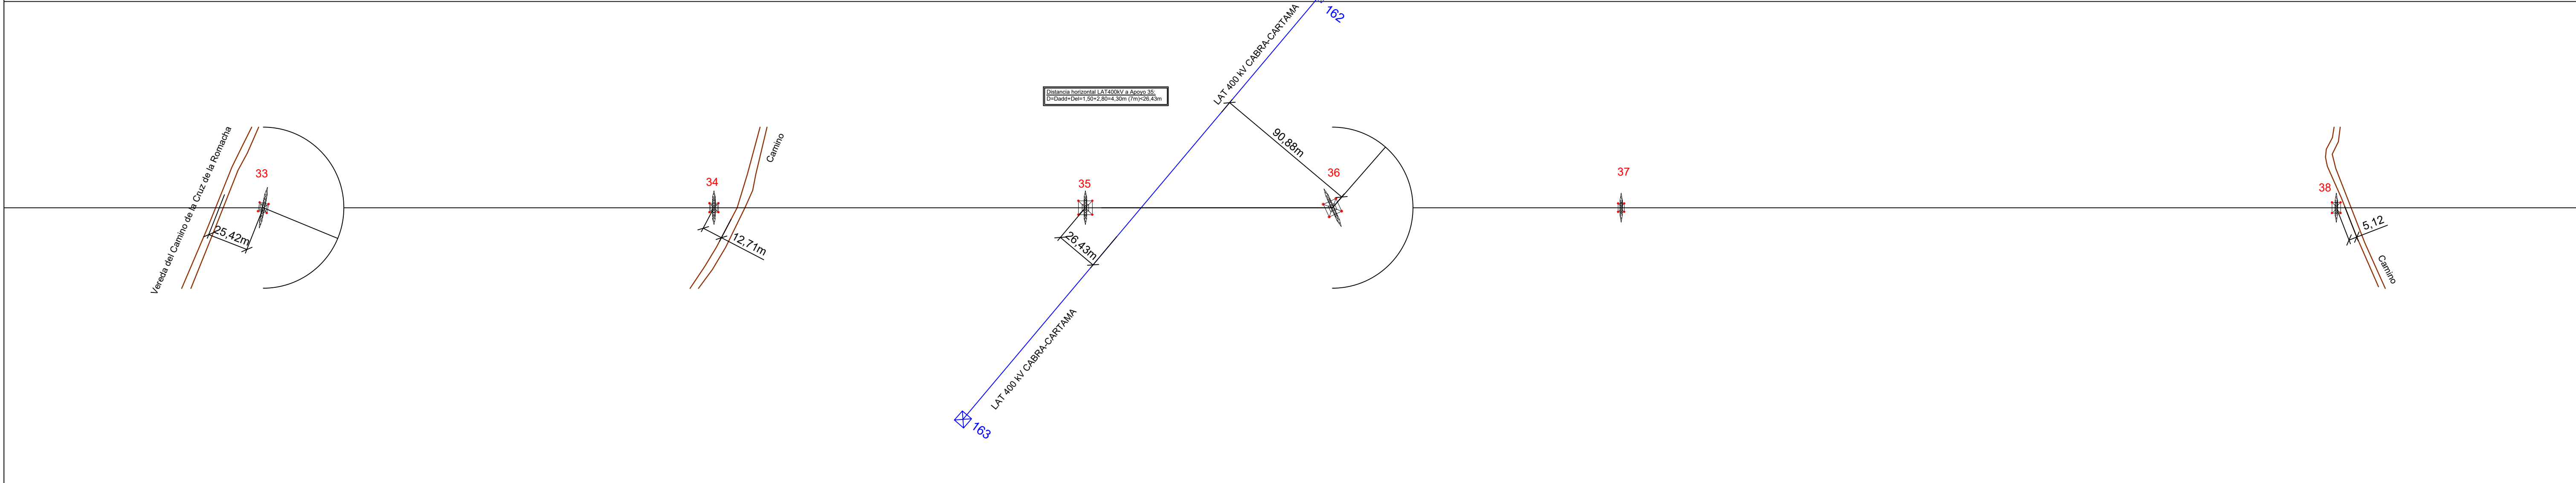 162
LAT 400 kV CABRA-CARTAMA
Distancia horizontal LAT400kV a Apoyo 35:
D=Dadd+Del=1,50+2,80=4,30m (7m)<26,43m
Vereda del Camino de la Cruz de la Romacha
33
25,42m
34
Camino
12,71m
35
26,43m
90,88m
36
37
38
5,12
Camino
LAT 400 kV CABRA-CARTAMA
163